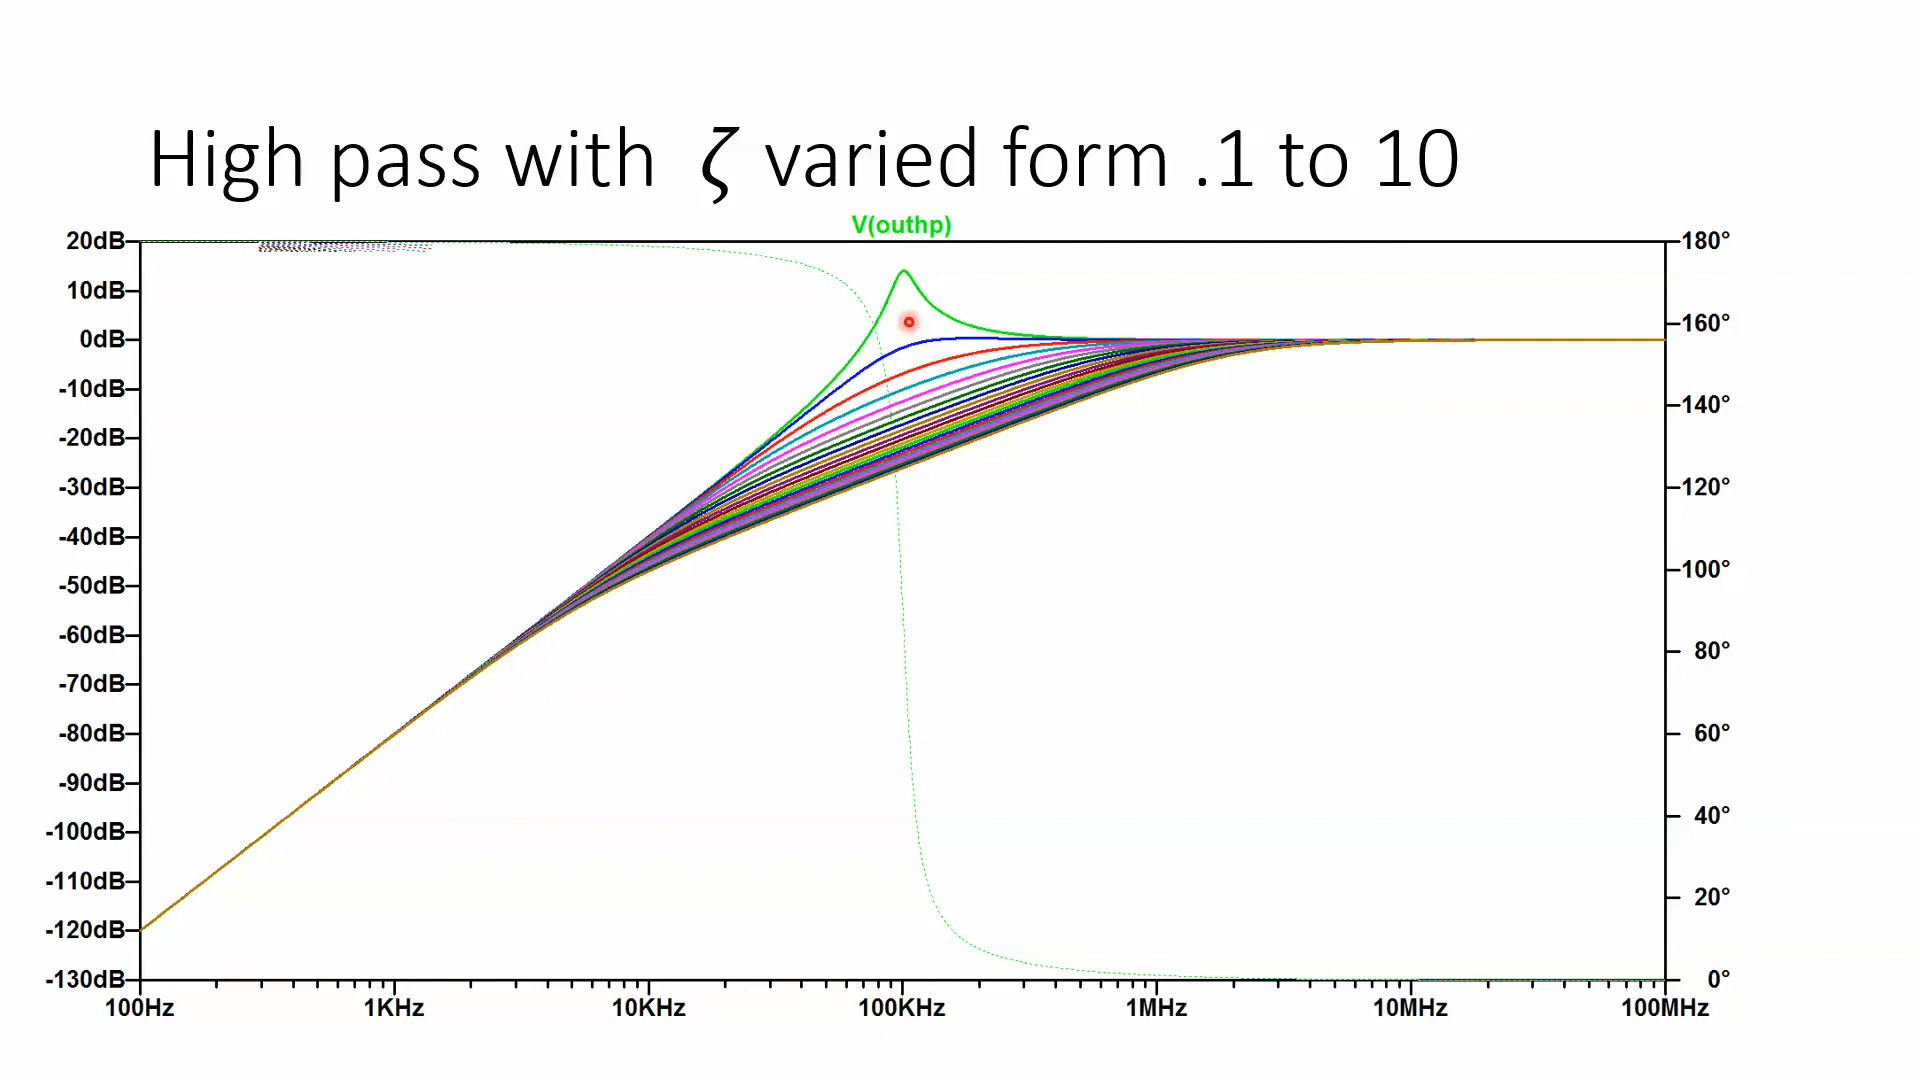 High pass with ζ varied form .1 to 10
V(outhp)
20dB
10dB
0dB
-10dB
-20dB
-30dB
-40dB
-50dB
-60dB
-70dB
-80dB
-90dB
-100dB
-110dB
-120dB
-130dB
180°
160°
140°
120°
100°
80°
60°
40°
20°
0°
100Hz 1KHz 10KHz 100KHz 1MHz 10MHz 100MHz